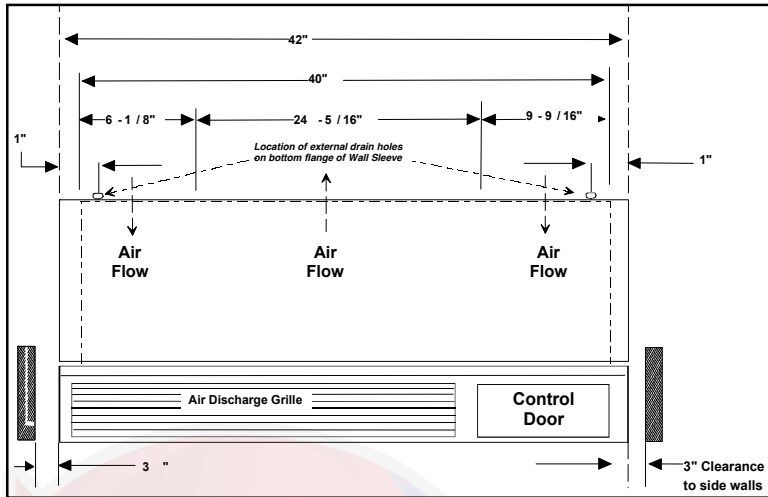 42"
40"
6 - 1 / 8"
24 - 5 / 16"
9 - 9 / 16"
1"
Location of external drain holes
on bottom flange of Wall Sleeve
1"
Air
Flow
Air
Flow
Air
Flow
Air Discharge Grille
Control
Door
3 "
3" Clearance
to side walls